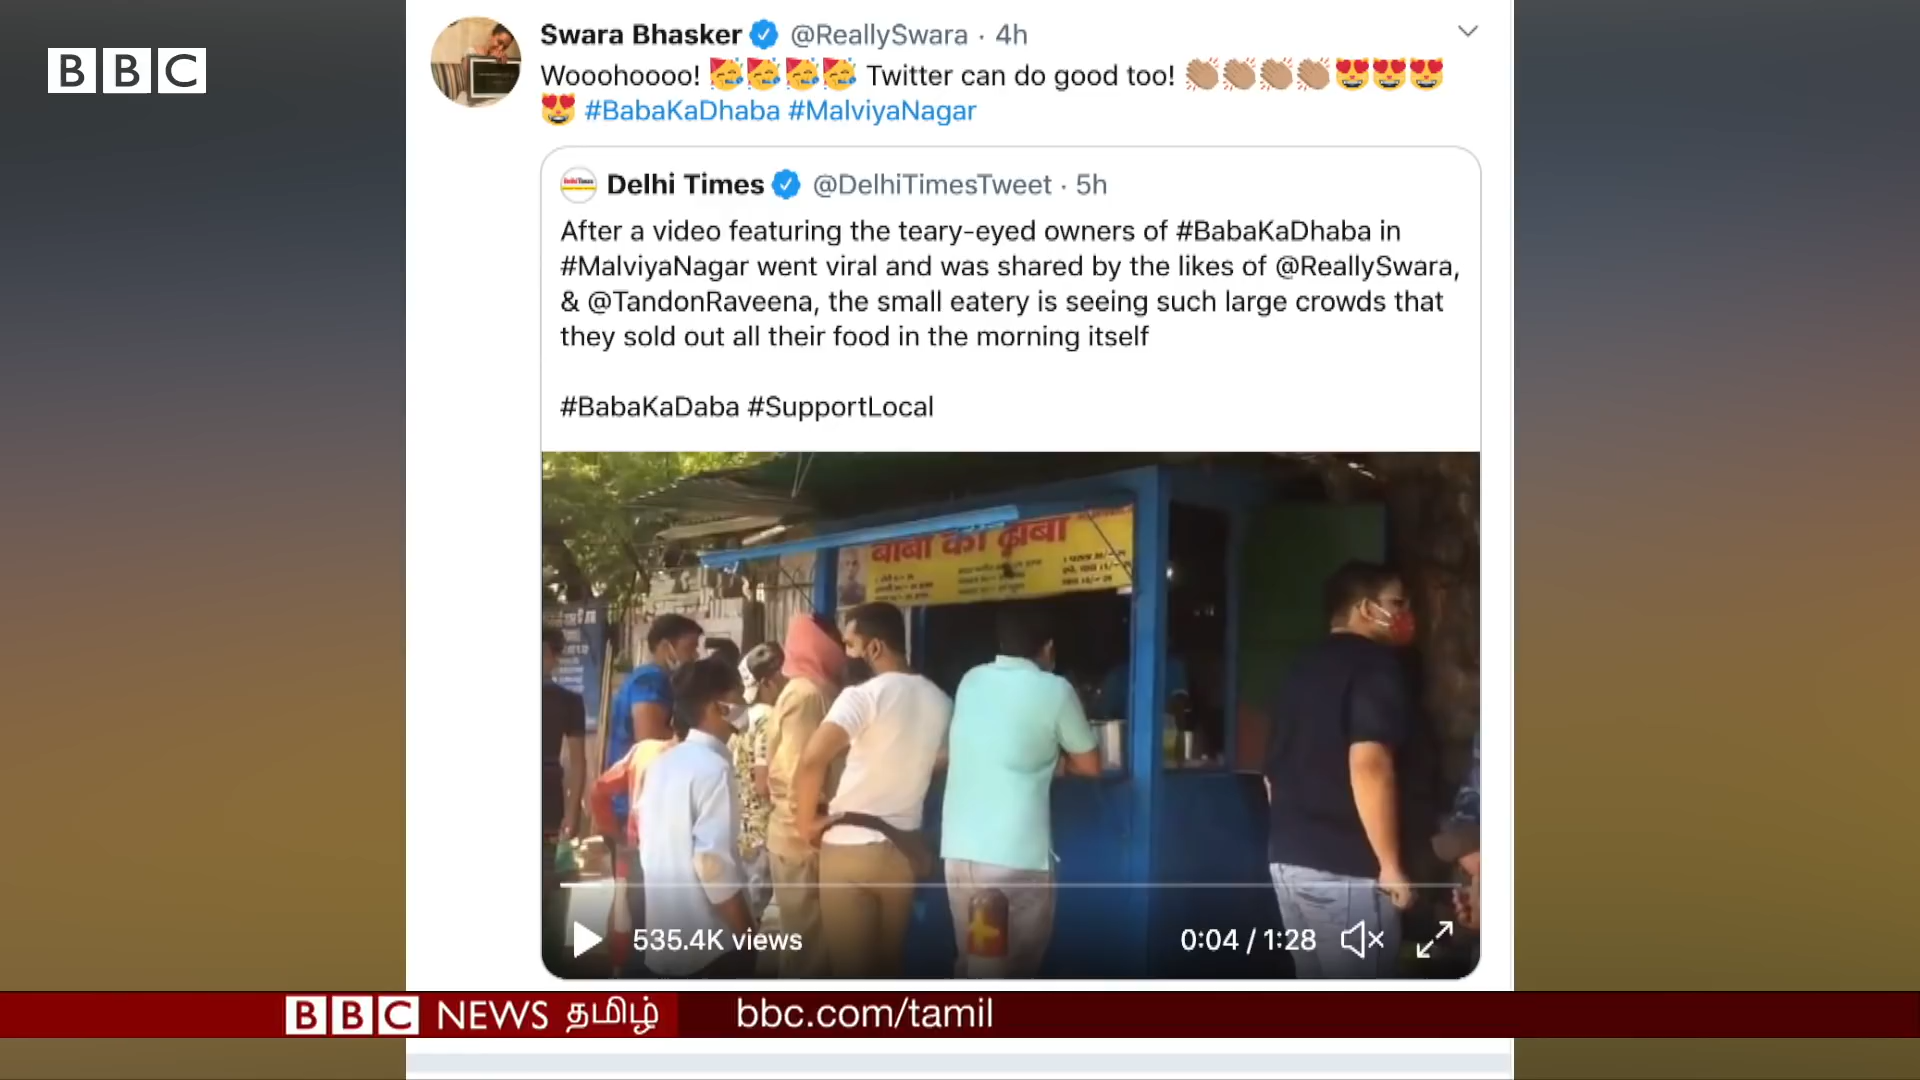 BBC
Swara Bhasker @ReallySwara · 4h
Wooohoooo! 🥳🥳🥳🥳 Twitter can do good too! 👏🏽👏🏽👏🏽👏🏽😻😻😻
😻 #BabaKaDhaba #MalviyaNagar
Delhi Times @DelhiTimesTweet · 5h
After a video featuring the teary-eyed owners of #BabaKaDhaba in
#MalviyaNagar went viral and was shared by the likes of @ReallySwara,
& @TandonRaveena, the small eatery is seeing such large crowds that
they sold out all their food in the morning itself
#BabaKaDaba #SupportLocal
बाबा का ढाबा
535.4K views
0:04 / 1:28
BBC NEWS தமிழ்
bbc.com/tamil